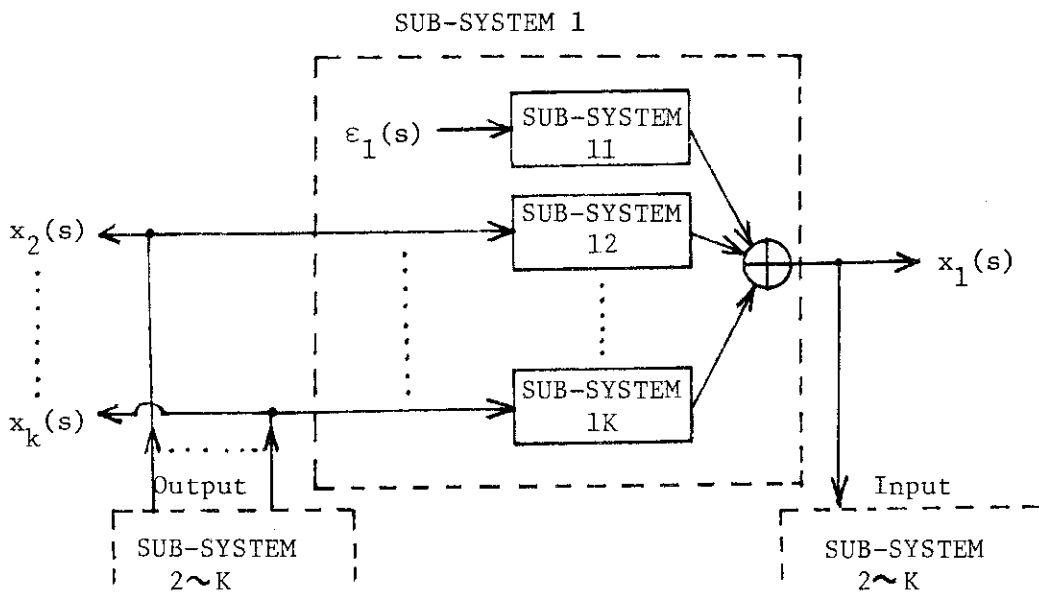 SUB-SYSTEM 1
SUB-SYSTEM
11
ε₁(s)
SUB-SYSTEM
12
x₂(s)
x₁(s)
SUB-SYSTEM
1K
xₖ(s)
Output
Input
SUB-SYSTEM
2~K
SUB-SYSTEM
2~K